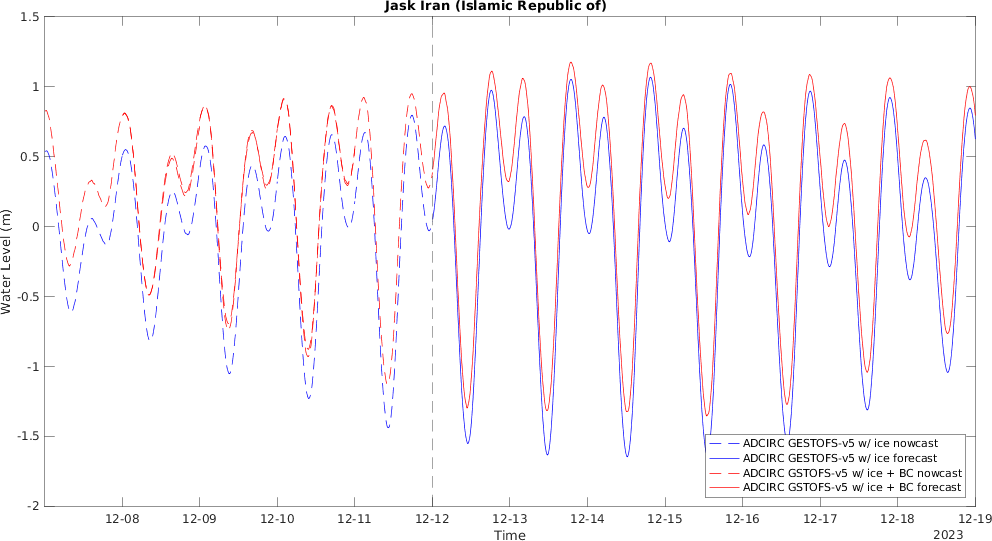 Jask Iran (Islamic Republic of)
1.5
1
0.5
0
-0.5
-1
-1.5
-2
Water Level (m)
ADCIRC GESTOFS-v5 w/ ice nowcast
ADCIRC GESTOFS-v5 w/ ice forecast
ADCIRC GSTOFS-v5 w/ ice + BC nowcast
ADCIRC GSTOFS-v5 w/ ice + BC forecast
12-08 12-09 12-10 12-11 12-12 12-13 12-14 12-15 12-16 12-17 12-18 12-19
Time
2023